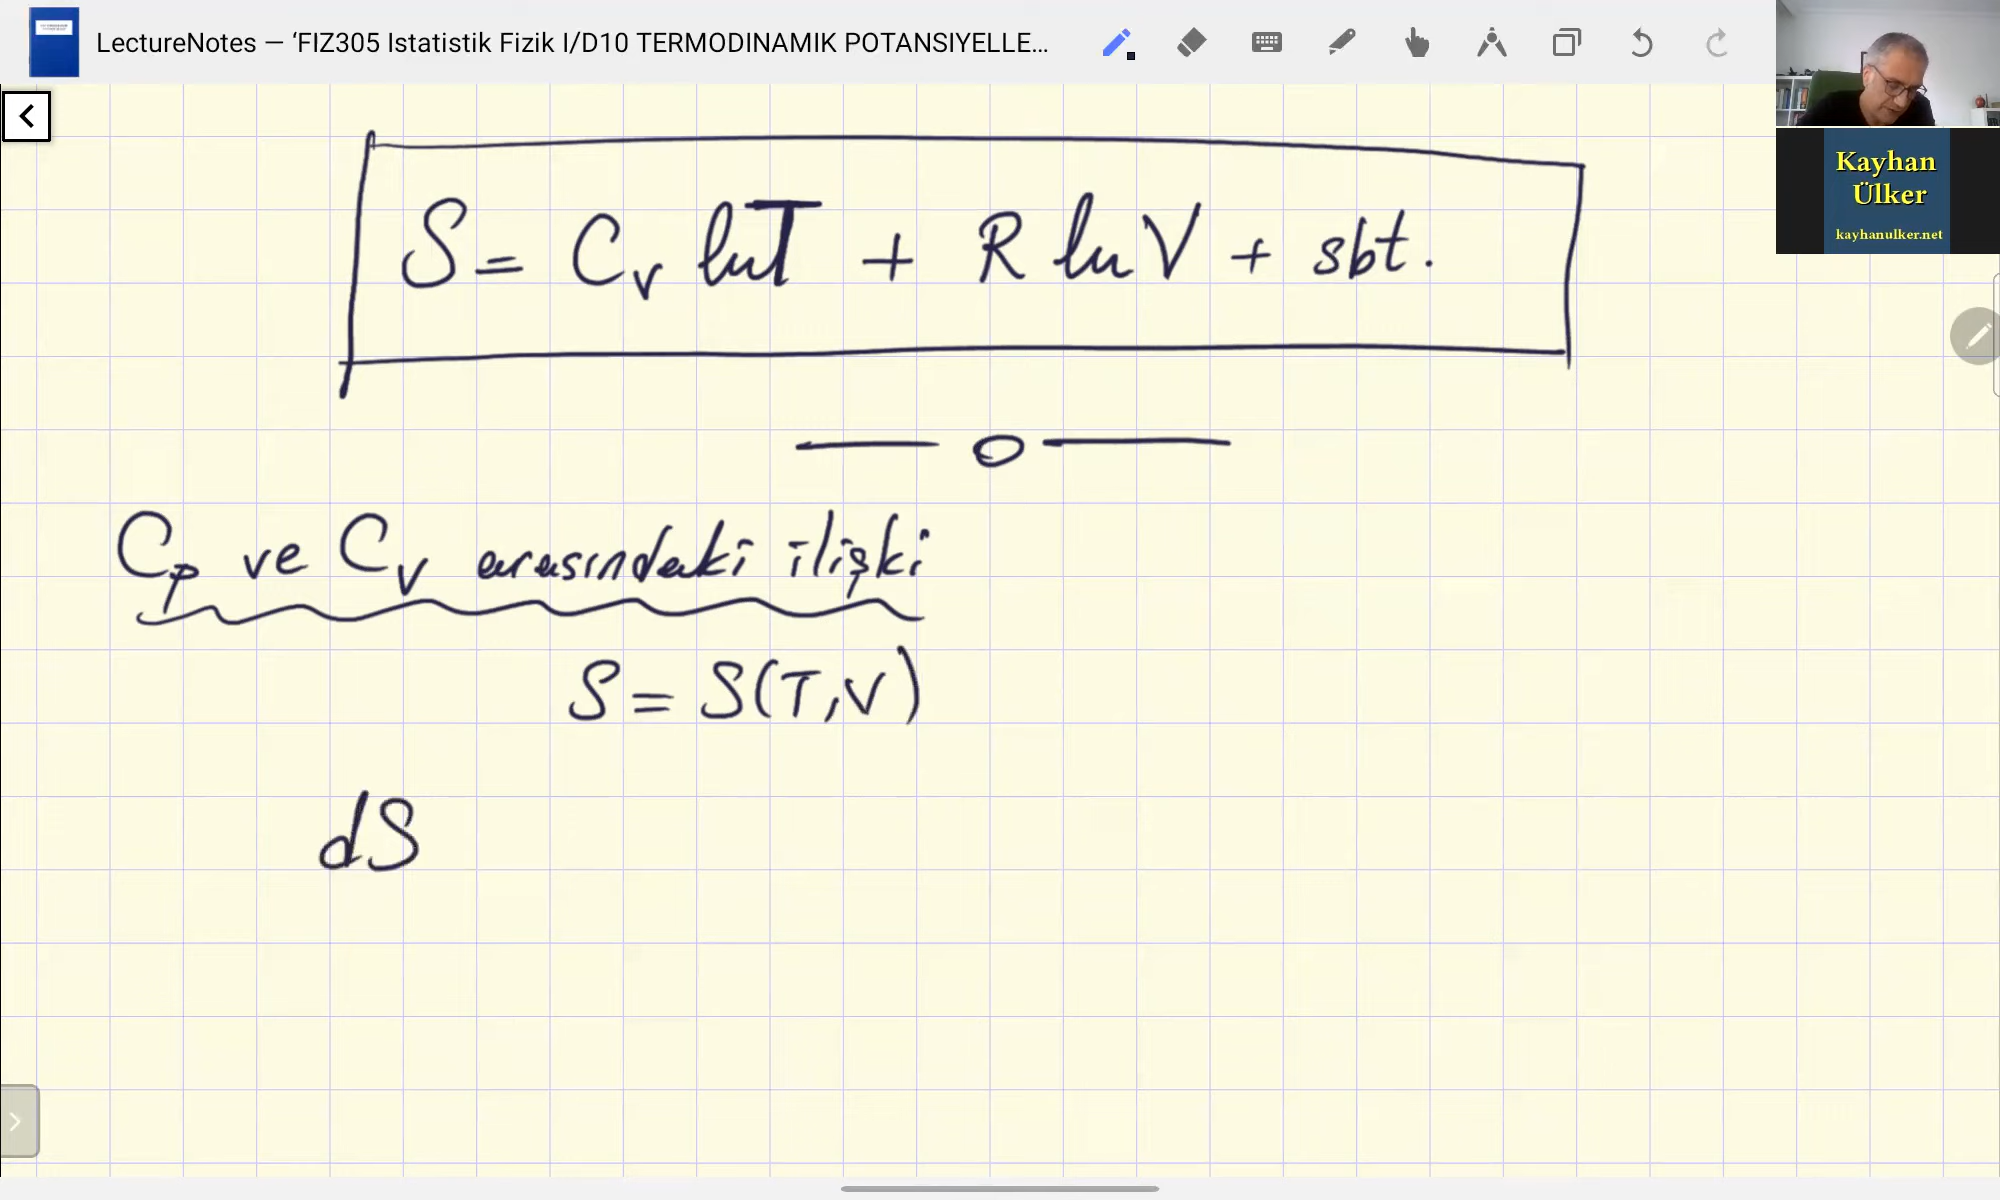 LectureNotes — ‘FIZ305 Istatistik Fizik I/D10 TERMODINAMIK POTANSIYELLE...
Kayhan
Ülker
kayhanulker.net
S = Cv lnT + R ln V + sbt.
Cp ve Cv arasındaki ilişki
S = S(T,V)
dS